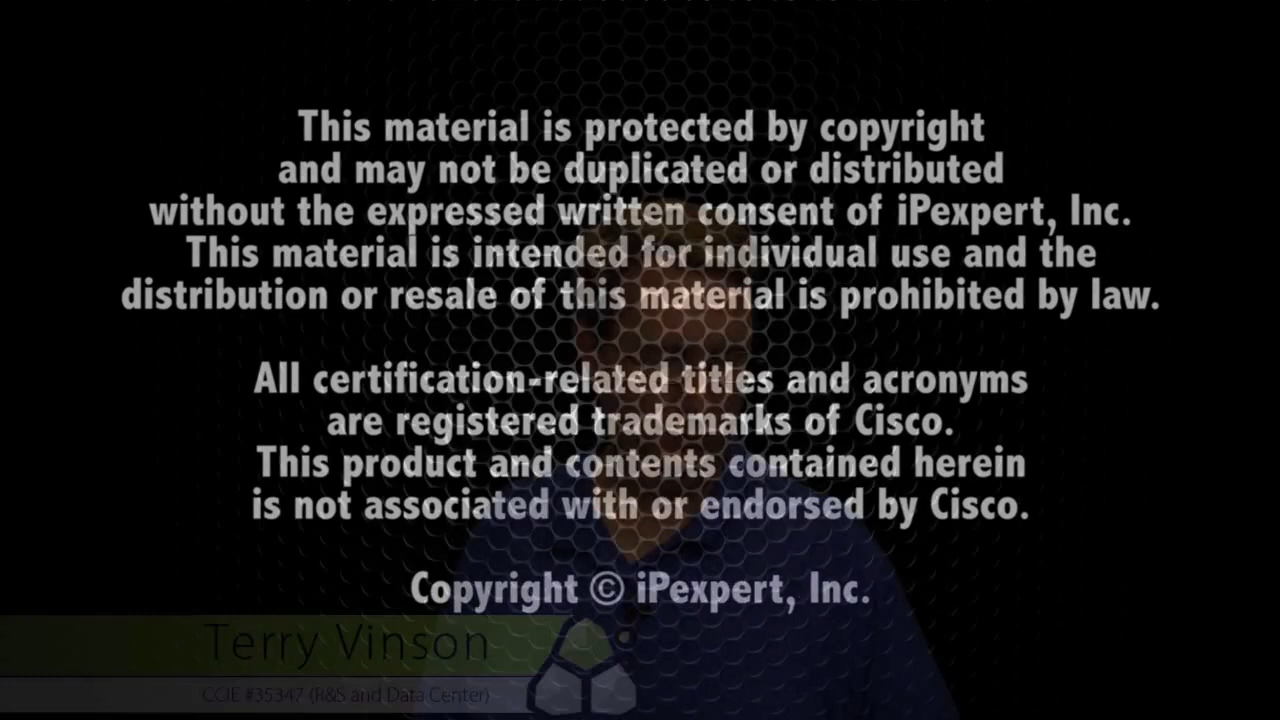 This material is protected by copyright
and may not be duplicated or distributed
without the expressed written consent of iPexpert, Inc.
This material is intended for individual use and the
distribution or resale of this material is prohibited by law.
All certification-related titles and acronyms
are registered trademarks of Cisco.
This product and contents contained herein
is not associated with or endorsed by Cisco.
Copyright © iPexpert, Inc.
Terry Vinson
CCIE #35347 (R&S and Data Center)